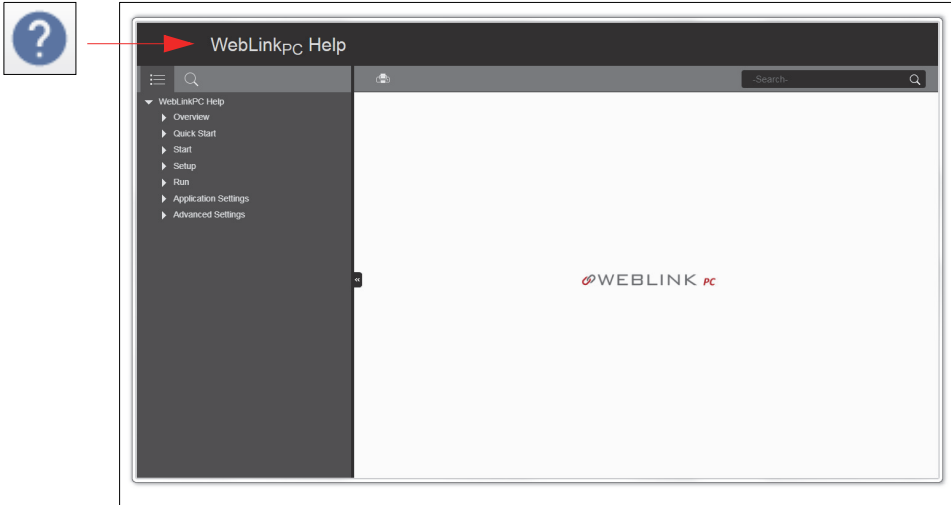 ?
WebLinkPC Help
-Search-
WebLinkPC Help
Overview
Quick Start
Start
Setup
Run
Application Settings
Advanced Settings
«
WEBLINK PC